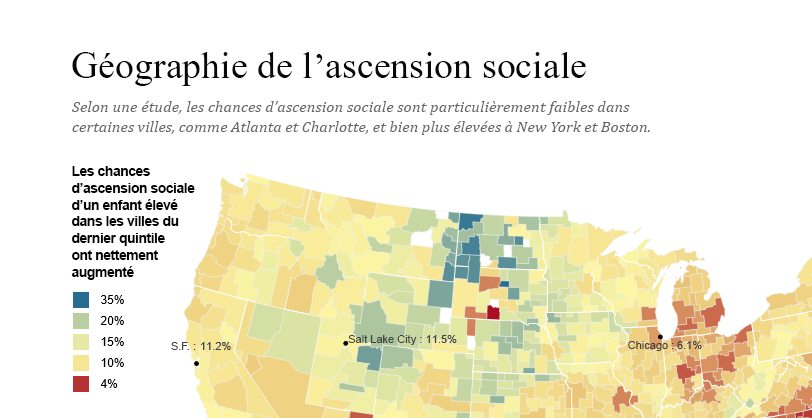 Géographie de l’ascension sociale
Selon une étude, les chances d’ascension sociale sont particulièrement faibles dans
certaines villes, comme Atlanta et Charlotte, et bien plus élevées à New York et Boston.
Les chances
d’ascension sociale
d’un enfant élevé
dans les villes du
dernier quintile
ont nettement
augmenté
35%
20%
15%
10%
4%
S.F. : 11.2%
Salt Lake City : 11.5%
Chicago : 6.1%